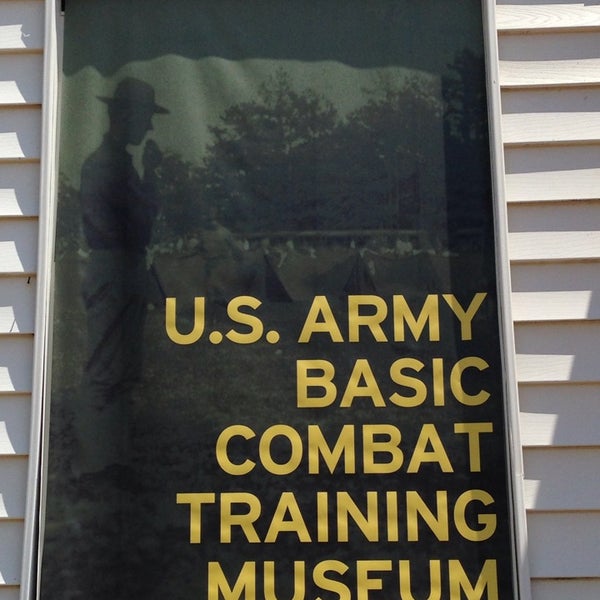 U.S. ARMY
BASIC
COMBAT
TRAINING
MUSEUM